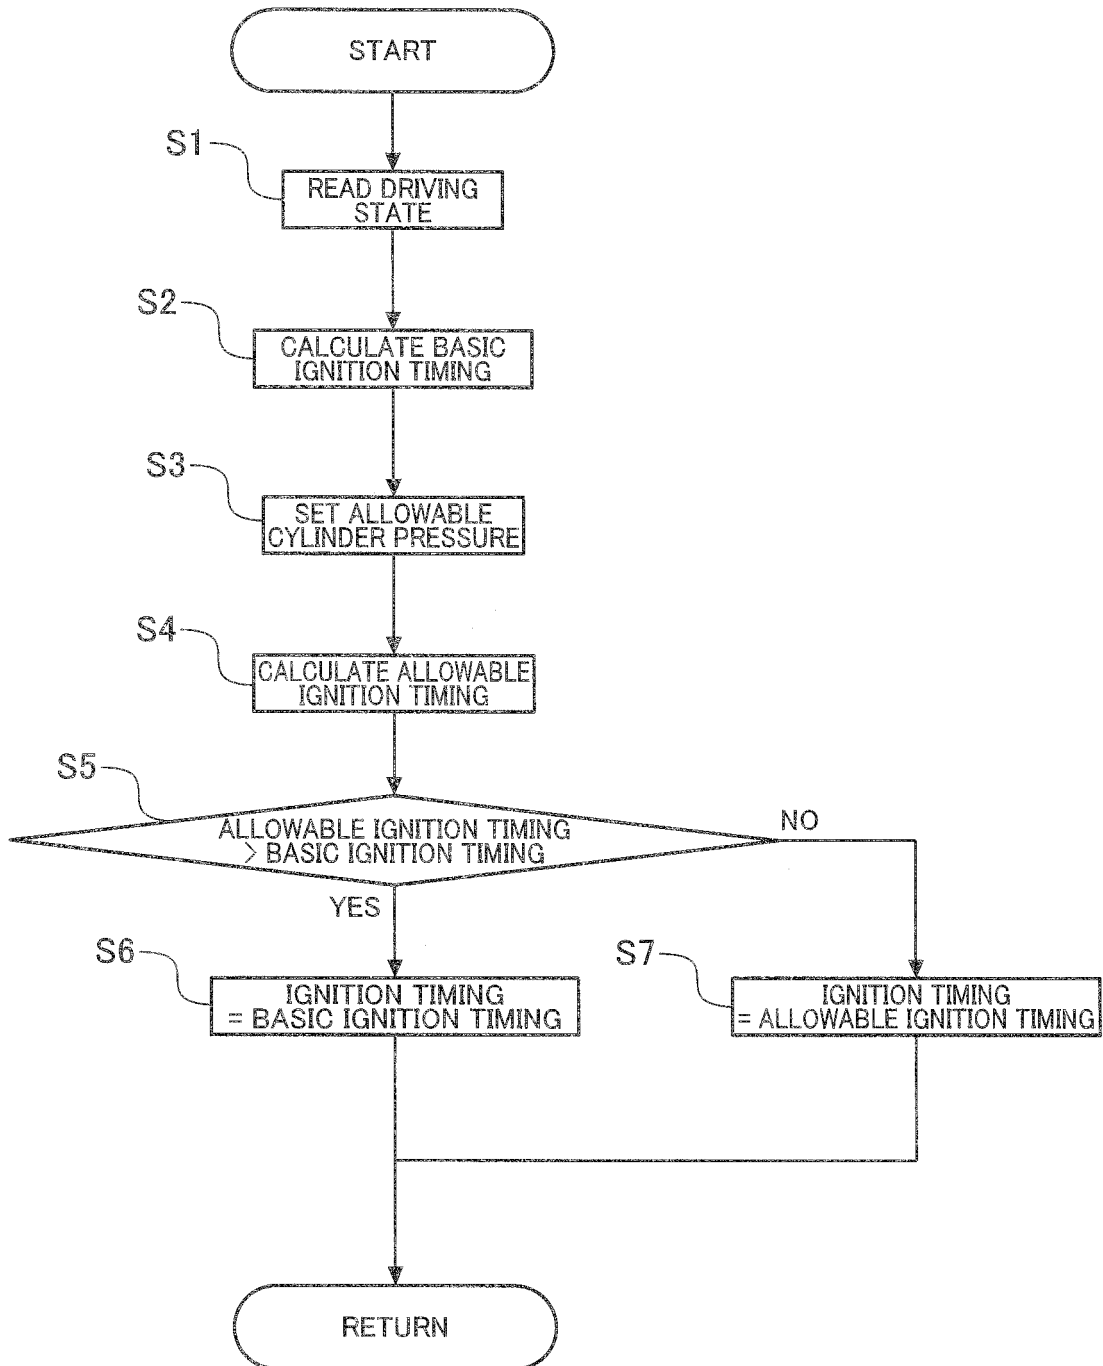 START
S1
READ DRIVING
STATE
S2
CALCULATE BASIC
IGNITION TIMING
S3
SET ALLOWABLE
CYLINDER PRESSURE
S4
CALCULATE ALLOWABLE
IGNITION TIMING
S5
ALLOWABLE IGNITION TIMING
> BASIC IGNITION TIMING
NO
YES
S6
IGNITION TIMING
= BASIC IGNITION TIMING
S7
IGNITION TIMING
= ALLOWABLE IGNITION TIMING
RETURN